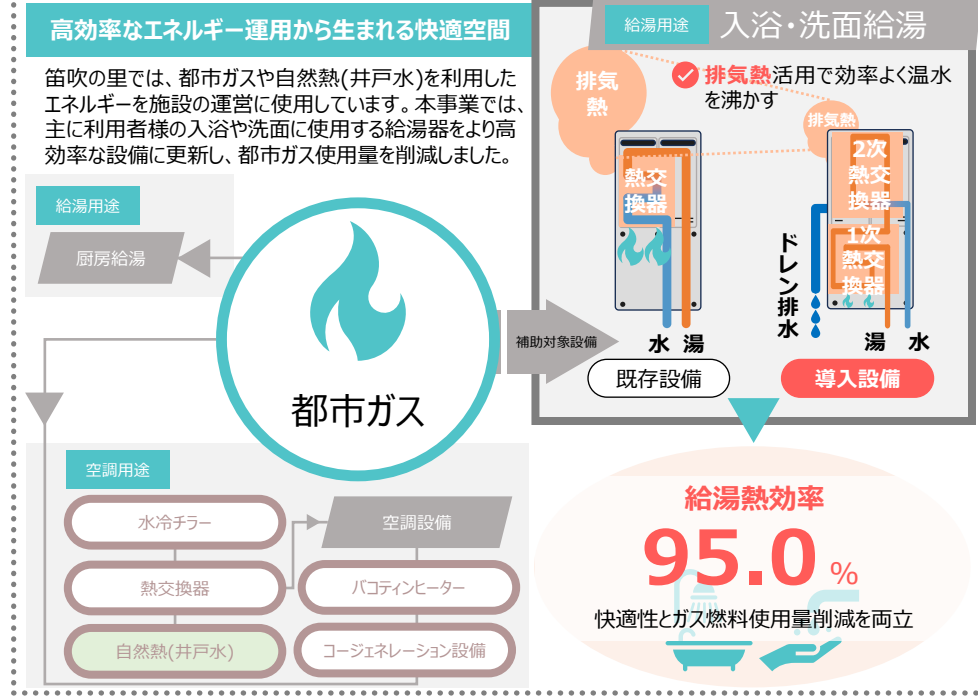 高効率なエネルギー運用から生まれる快適空間
笛吹の里では、都市ガスや自然熱(井戸水)を利用した
エネルギーを施設の運営に使用しています。本事業では、
主に利用者様の入浴や洗面に使用する給湯器をより高
効率な設備に更新し、都市ガス使用量を削減しました。
給湯用途
厨房給湯
都市ガス
補助対象設備
給湯用途
入浴・洗面給湯
排気熱活用で効率よく温水
を沸かす
排気
熱
熱交
換器
水
湯
既存設備
排気熱
2次
熱交
換器
1次
熱交
換器
ドレン排水
湯
水
導入設備
空調用途
水冷チラー
熱交換器
自然熱(井戸水)
空調設備
バコティンヒーター
コージェネレーション設備
給湯熱効率
95.0%
快適性とガス燃料使用量削減を両立